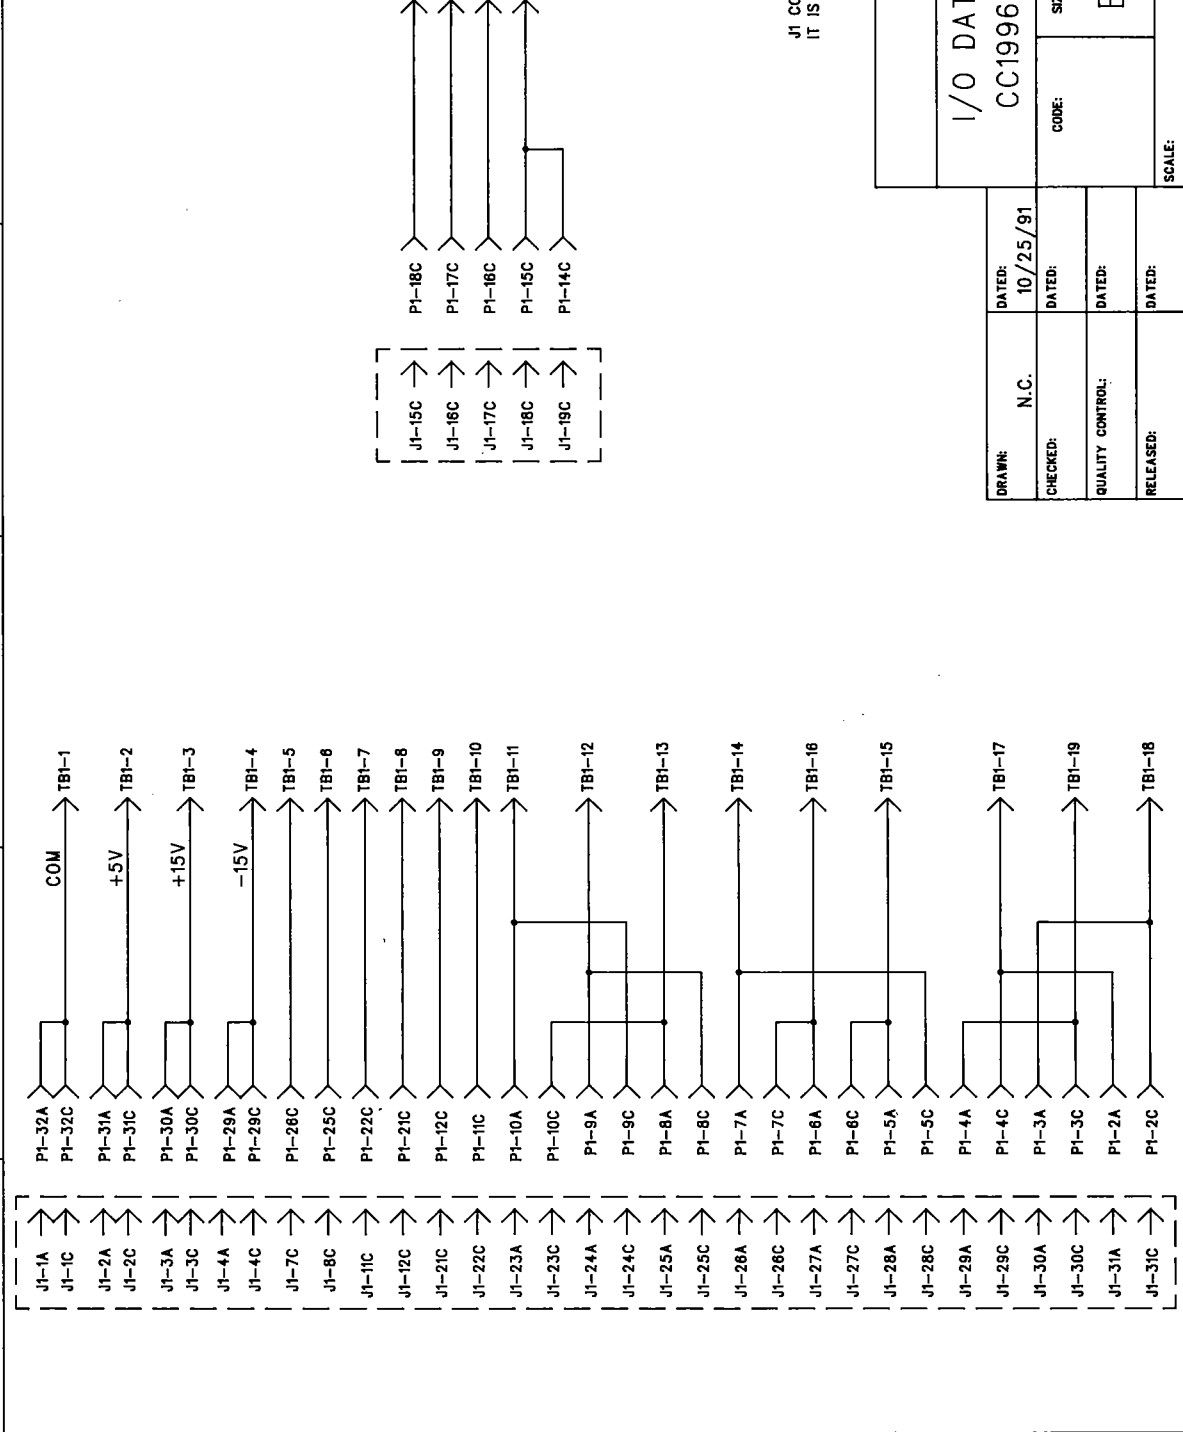 J1-1A P1-32A
J1-1C P1-32C COM TB1-1
J1-2A P1-31A
J1-2C P1-31C +5V TB1-2
J1-3A P1-30A
J1-3C P1-30C +15V TB1-3
J1-4A P1-29A
J1-4C P1-29C -15V TB1-4
J1-7C P1-26C TB1-5
J1-8C P1-25C TB1-6
J1-11C P1-22C TB1-7
J1-12C P1-21C TB1-8
J1-21C P1-12C TB1-9
J1-22C P1-11C TB1-10
J1-23A P1-10A TB1-11
J1-23C P1-10C
J1-24A P1-9A TB1-12
J1-24C P1-9C
J1-25A P1-8A TB1-13
J1-25C P1-8C
J1-26A P1-7A TB1-14
J1-26C P1-7C
J1-27A P1-6A TB1-16
J1-27C P1-6C
J1-28A P1-5A TB1-15
J1-28C P1-5C
J1-29A P1-4A
J1-29C P1-4C TB1-17
J1-30A P1-3A
J1-30C P1-3C TB1-19
J1-31A P1-2A
J1-31C P1-2C TB1-18
J1-15C P1-18C
J1-16C P1-17C
J1-17C P1-16C
J1-18C P1-15C
J1-19C P1-14C
J1 CO
IT IS
I/O DAT
CC1996
DRAWN: N.C. DATED: 10/25/91
CODE:
CHECKED: DATED:
QUALITY CONTROL: DATED:
RELEASED: DATED:
SCALE: